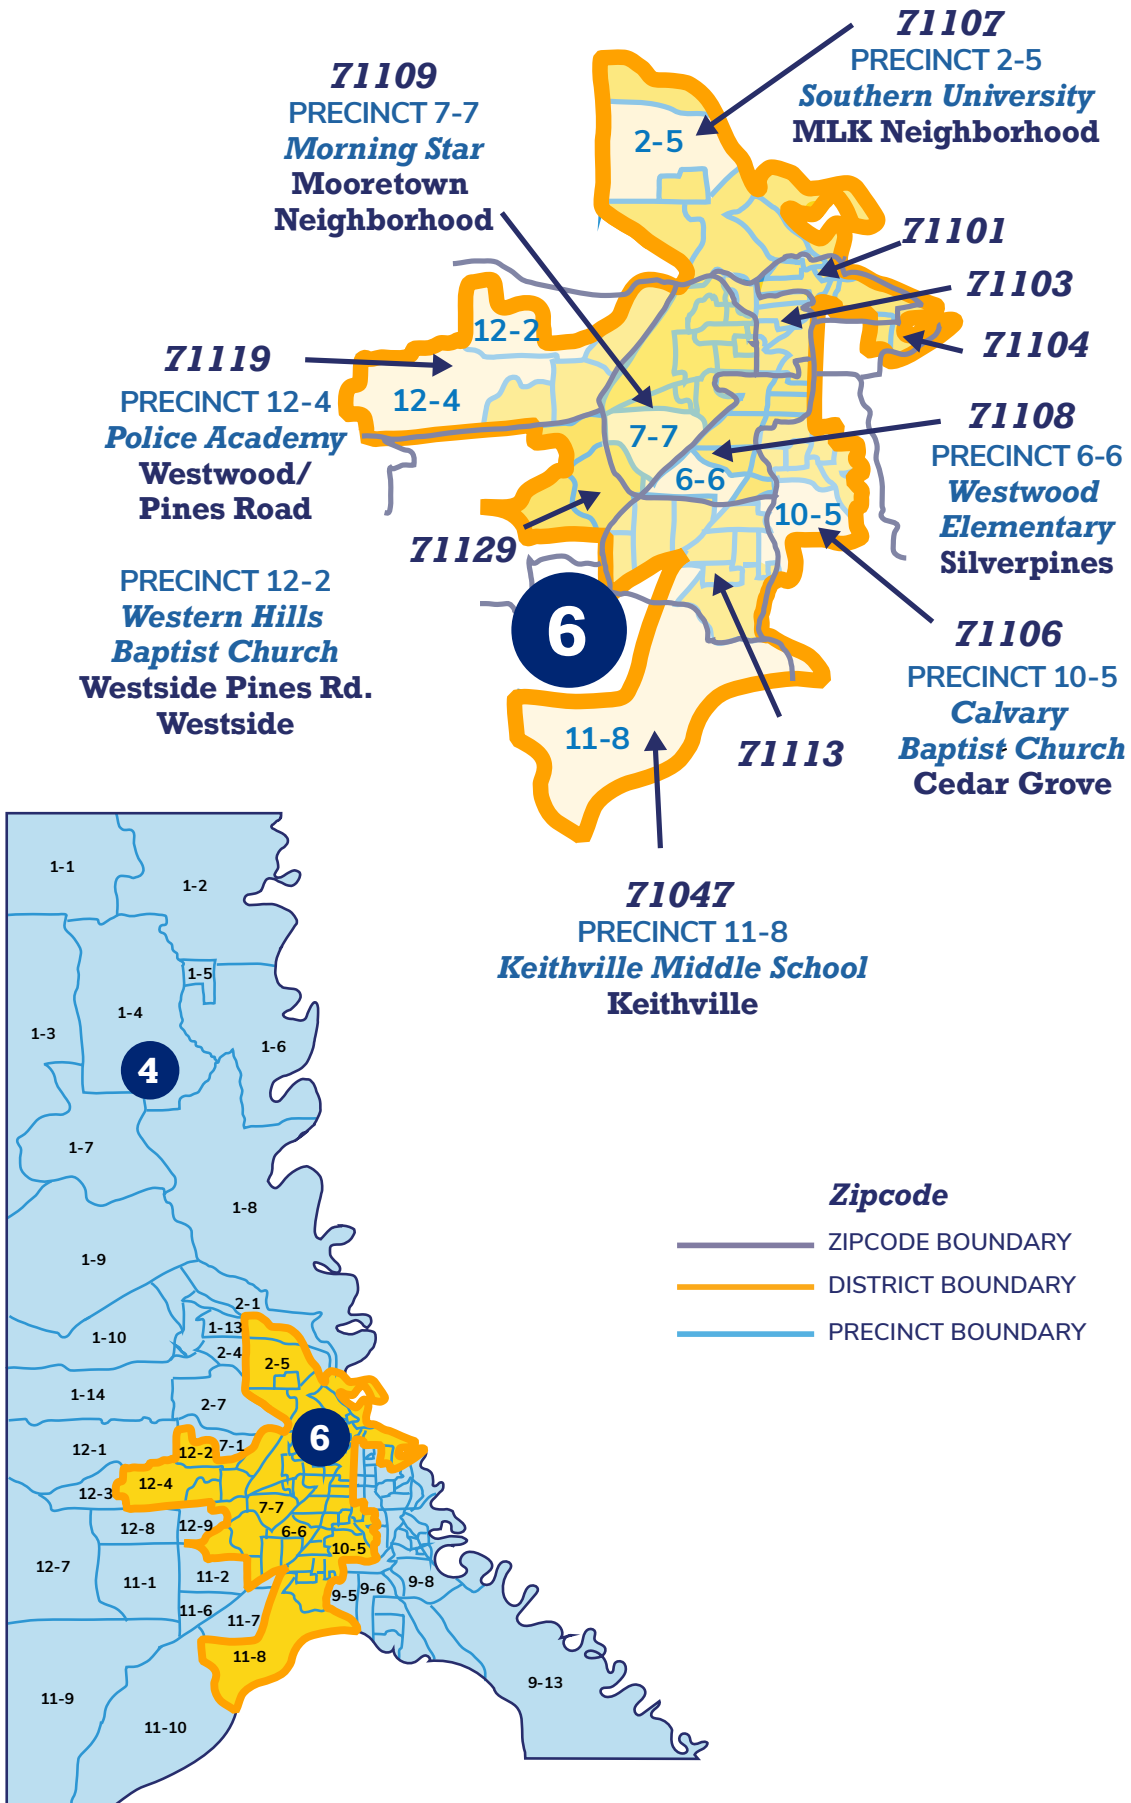 71107
PRECINCT 2-5
Southern University
MLK Neighborhood
71109
PRECINCT 7-7
Morning Star
Mooretown
Neighborhood
2-5
71101
71103
71104
12-2
71119
PRECINCT 12-4
Police Academy
Westwood/
Pines Road
12-4
7-7
71108
PRECINCT 6-6
Westwood
Elementary
Silverpines
6-6
10-5
71129
PRECINCT 12-2
Western Hills
Baptist Church
Westside Pines Rd.
Westside
6
71106
PRECINCT 10-5
Calvary
Baptist Church
Cedar Grove
11-8
71113
71047
PRECINCT 11-8
Keithville Middle School
Keithville
1-1
1-2
1-5
1-4
1-3
1-6
4
1-7
1-8
1-9
2-1
1-13
1-10
2-4
2-5
1-14
2-7
6
12-1
12-2
7-1
12-4
12-3
7-7
12-8
12-9
6-6
10-5
12-7
11-1
11-2
9-5
9-6
9-8
11-6
11-7
11-8
9-13
11-9
11-10
Zipcode
ZIPCODE BOUNDARY
DISTRICT BOUNDARY
PRECINCT BOUNDARY